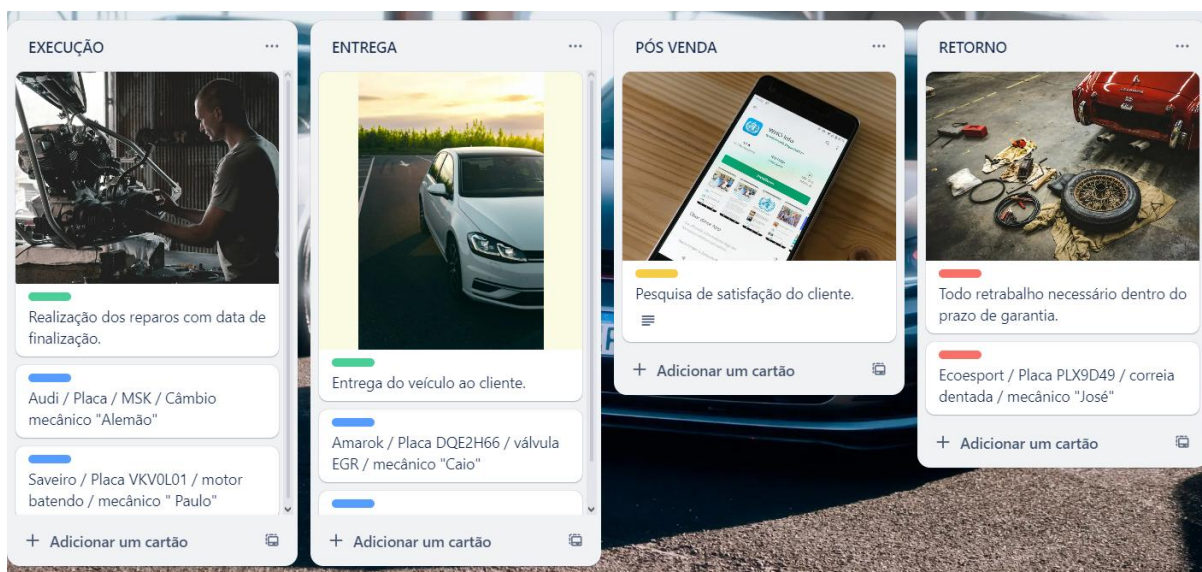 EXECUÇÃO
Realização dos reparos com data de
finalização.
Audi / Placa / MSK / Câmbio
mecânico "Alemão"
Saveiro / Placa VKV0L01 / motor
batendo / mecânico " Paulo"
+ Adicionar um cartão
ENTREGA
Entrega do veículo ao cliente.
Amarok / Placa DQE2H66 / válvula
EGR / mecânico "Caio"
+ Adicionar um cartão
PÓS VENDA
WHO Info
Pesquisa de satisfação do cliente.
+ Adicionar um cartão
RETORNO
Todo retrabalho necessário dentro do
prazo de garantia.
Ecoesport / Placa PLX9D49 / correia
dentada / mecânico "José"
+ Adicionar um cartão